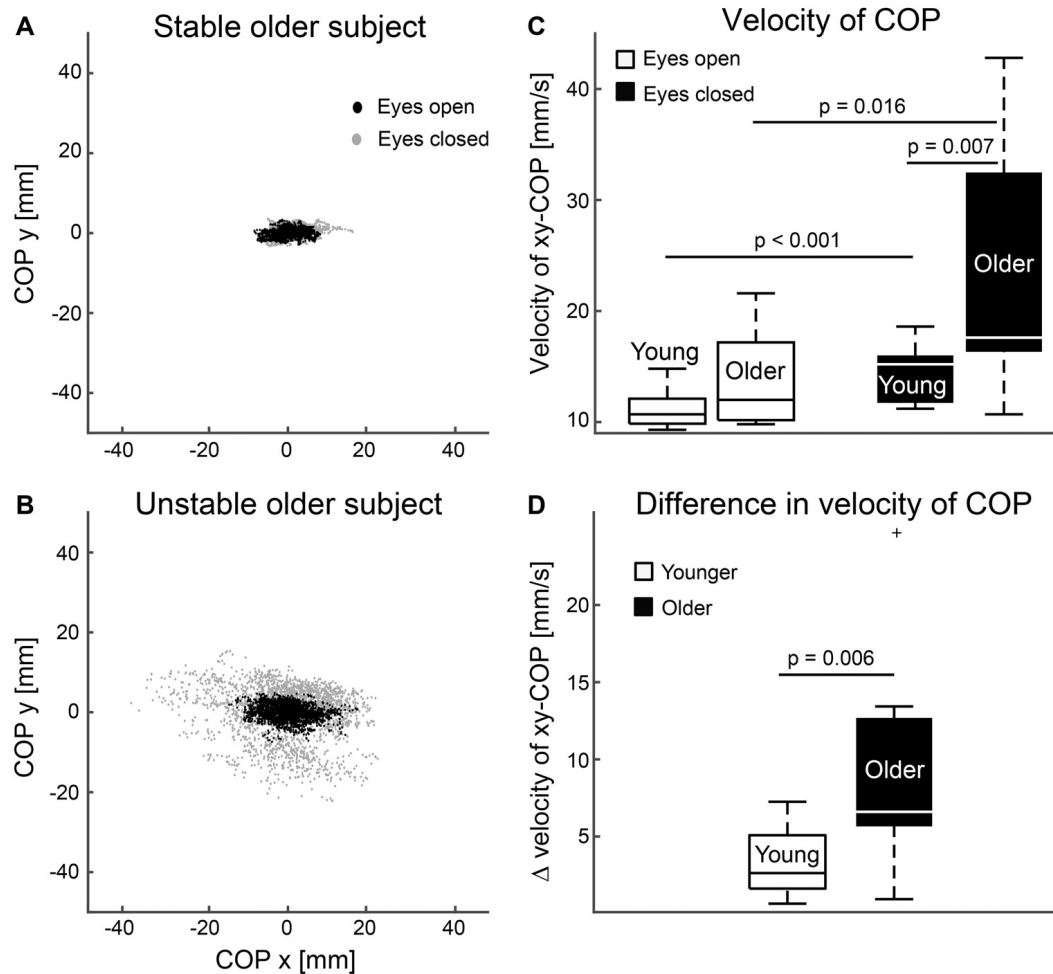 A
Stable older subject
40
20
0
-20
-40
COP y [mm]
Eyes open
Eyes closed
-40
-20
0
20
40
B
Unstable older subject
40
20
0
-20
-40
COP y [mm]
-40
-20
0
20
40
COP x [mm]
C
Velocity of COP
Eyes open
Eyes closed
Velocity of xy-COP [mm/s]
40
30
20
10
p = 0.016
p = 0.007
p < 0.001
Young
Older
Young
Older
D
Difference in velocity of COP
+
Younger
Older
Δ velocity of xy-COP [mm/s]
20
15
10
5
p = 0.006
Young
Older